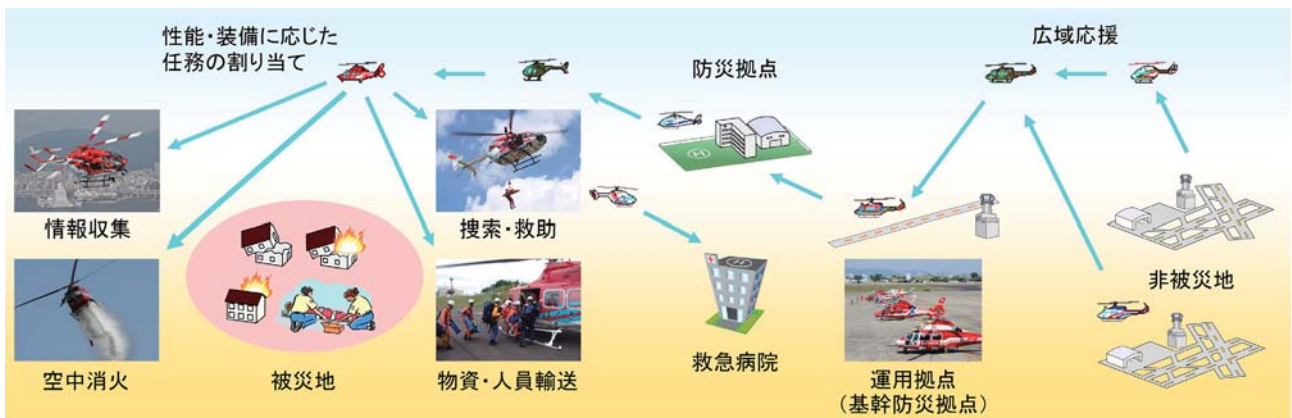 性能・装備に応じた
任務の割り当て
防災拠点
広域応援
情報収集
捜索・救助
非被災地
空中消火
被災地
物資・人員輸送
救急病院
運用拠点
（基幹防災拠点）
H
H